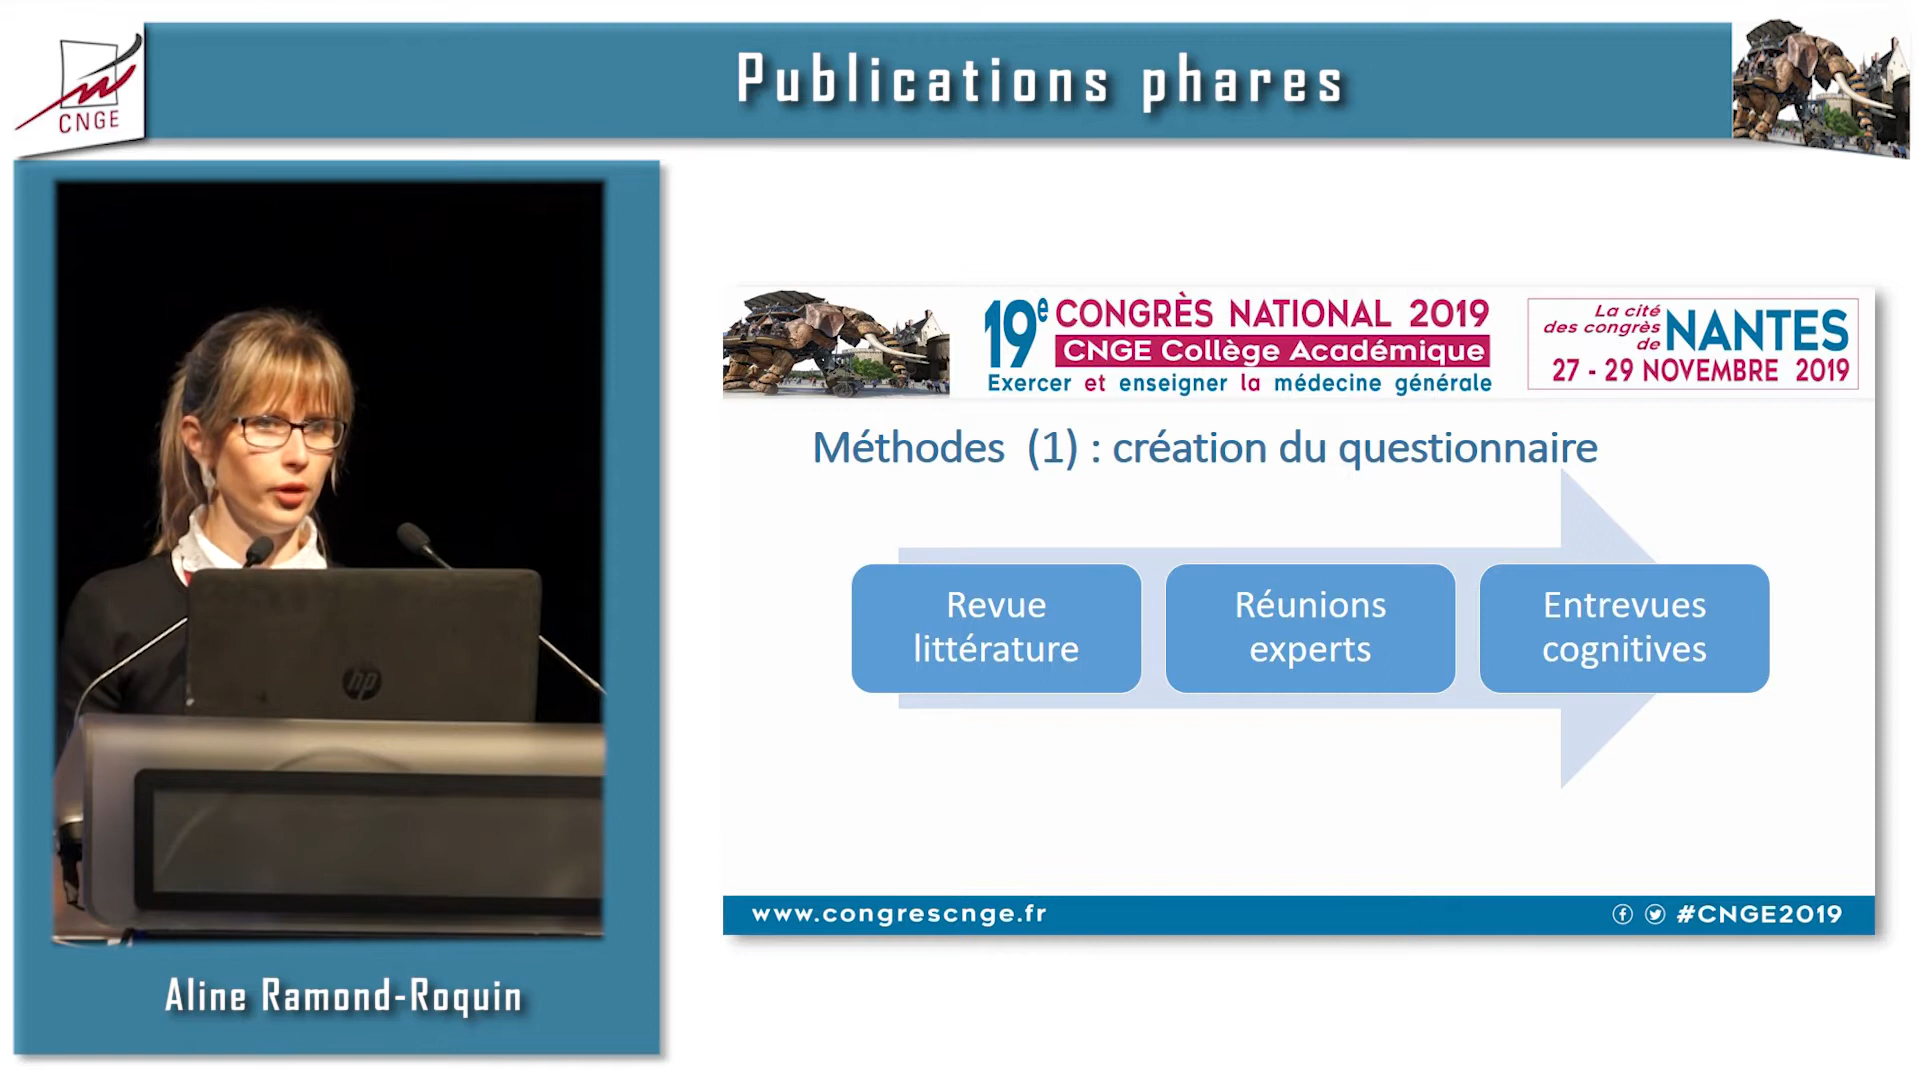 Publications phares
CNGE
19e CONGRÈS NATIONAL 2019
CNGE Collège Académique
Exercer et enseigner la médecine générale
La cité
des congrès
de
NANTES
27 - 29 NOVEMBRE 2019
Méthodes (1) : création du questionnaire
Revue
littérature
Réunions
experts
Entrevues
cognitives
hp
www.congrescnge.fr
#CNGE2019
Aline Ramond-Roquin